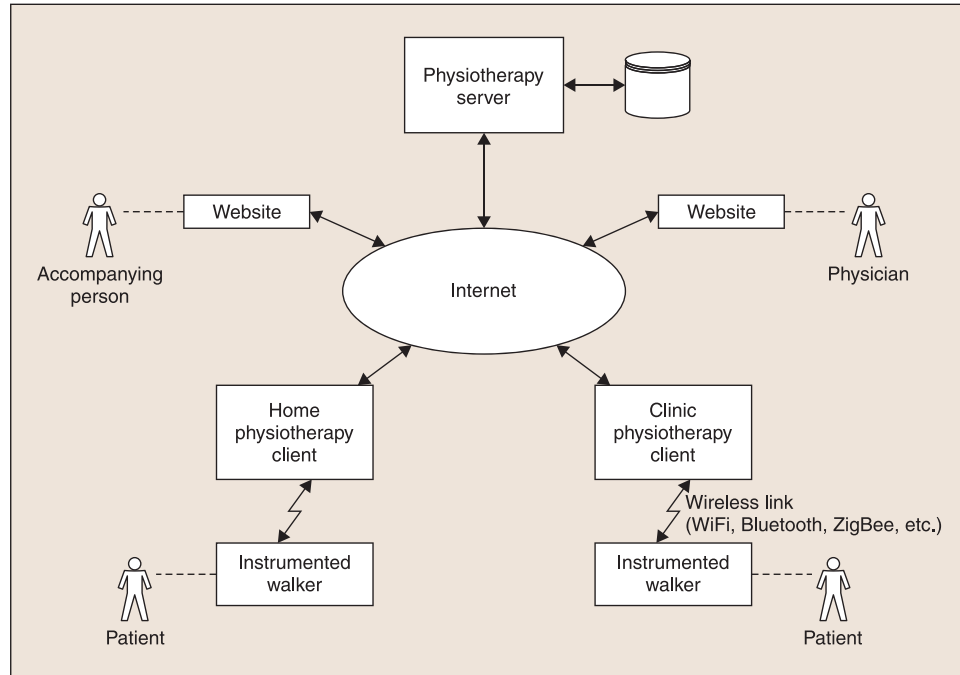 Physiotherapy
server
Website
Website
Accompanying
person
Physician
Internet
Home
physiotherapy
client
Clinic
physiotherapy
client
Wireless link
(WiFi, Bluetooth, ZigBee, etc.)
Instrumented
walker
Instrumented
walker
Patient
Patient